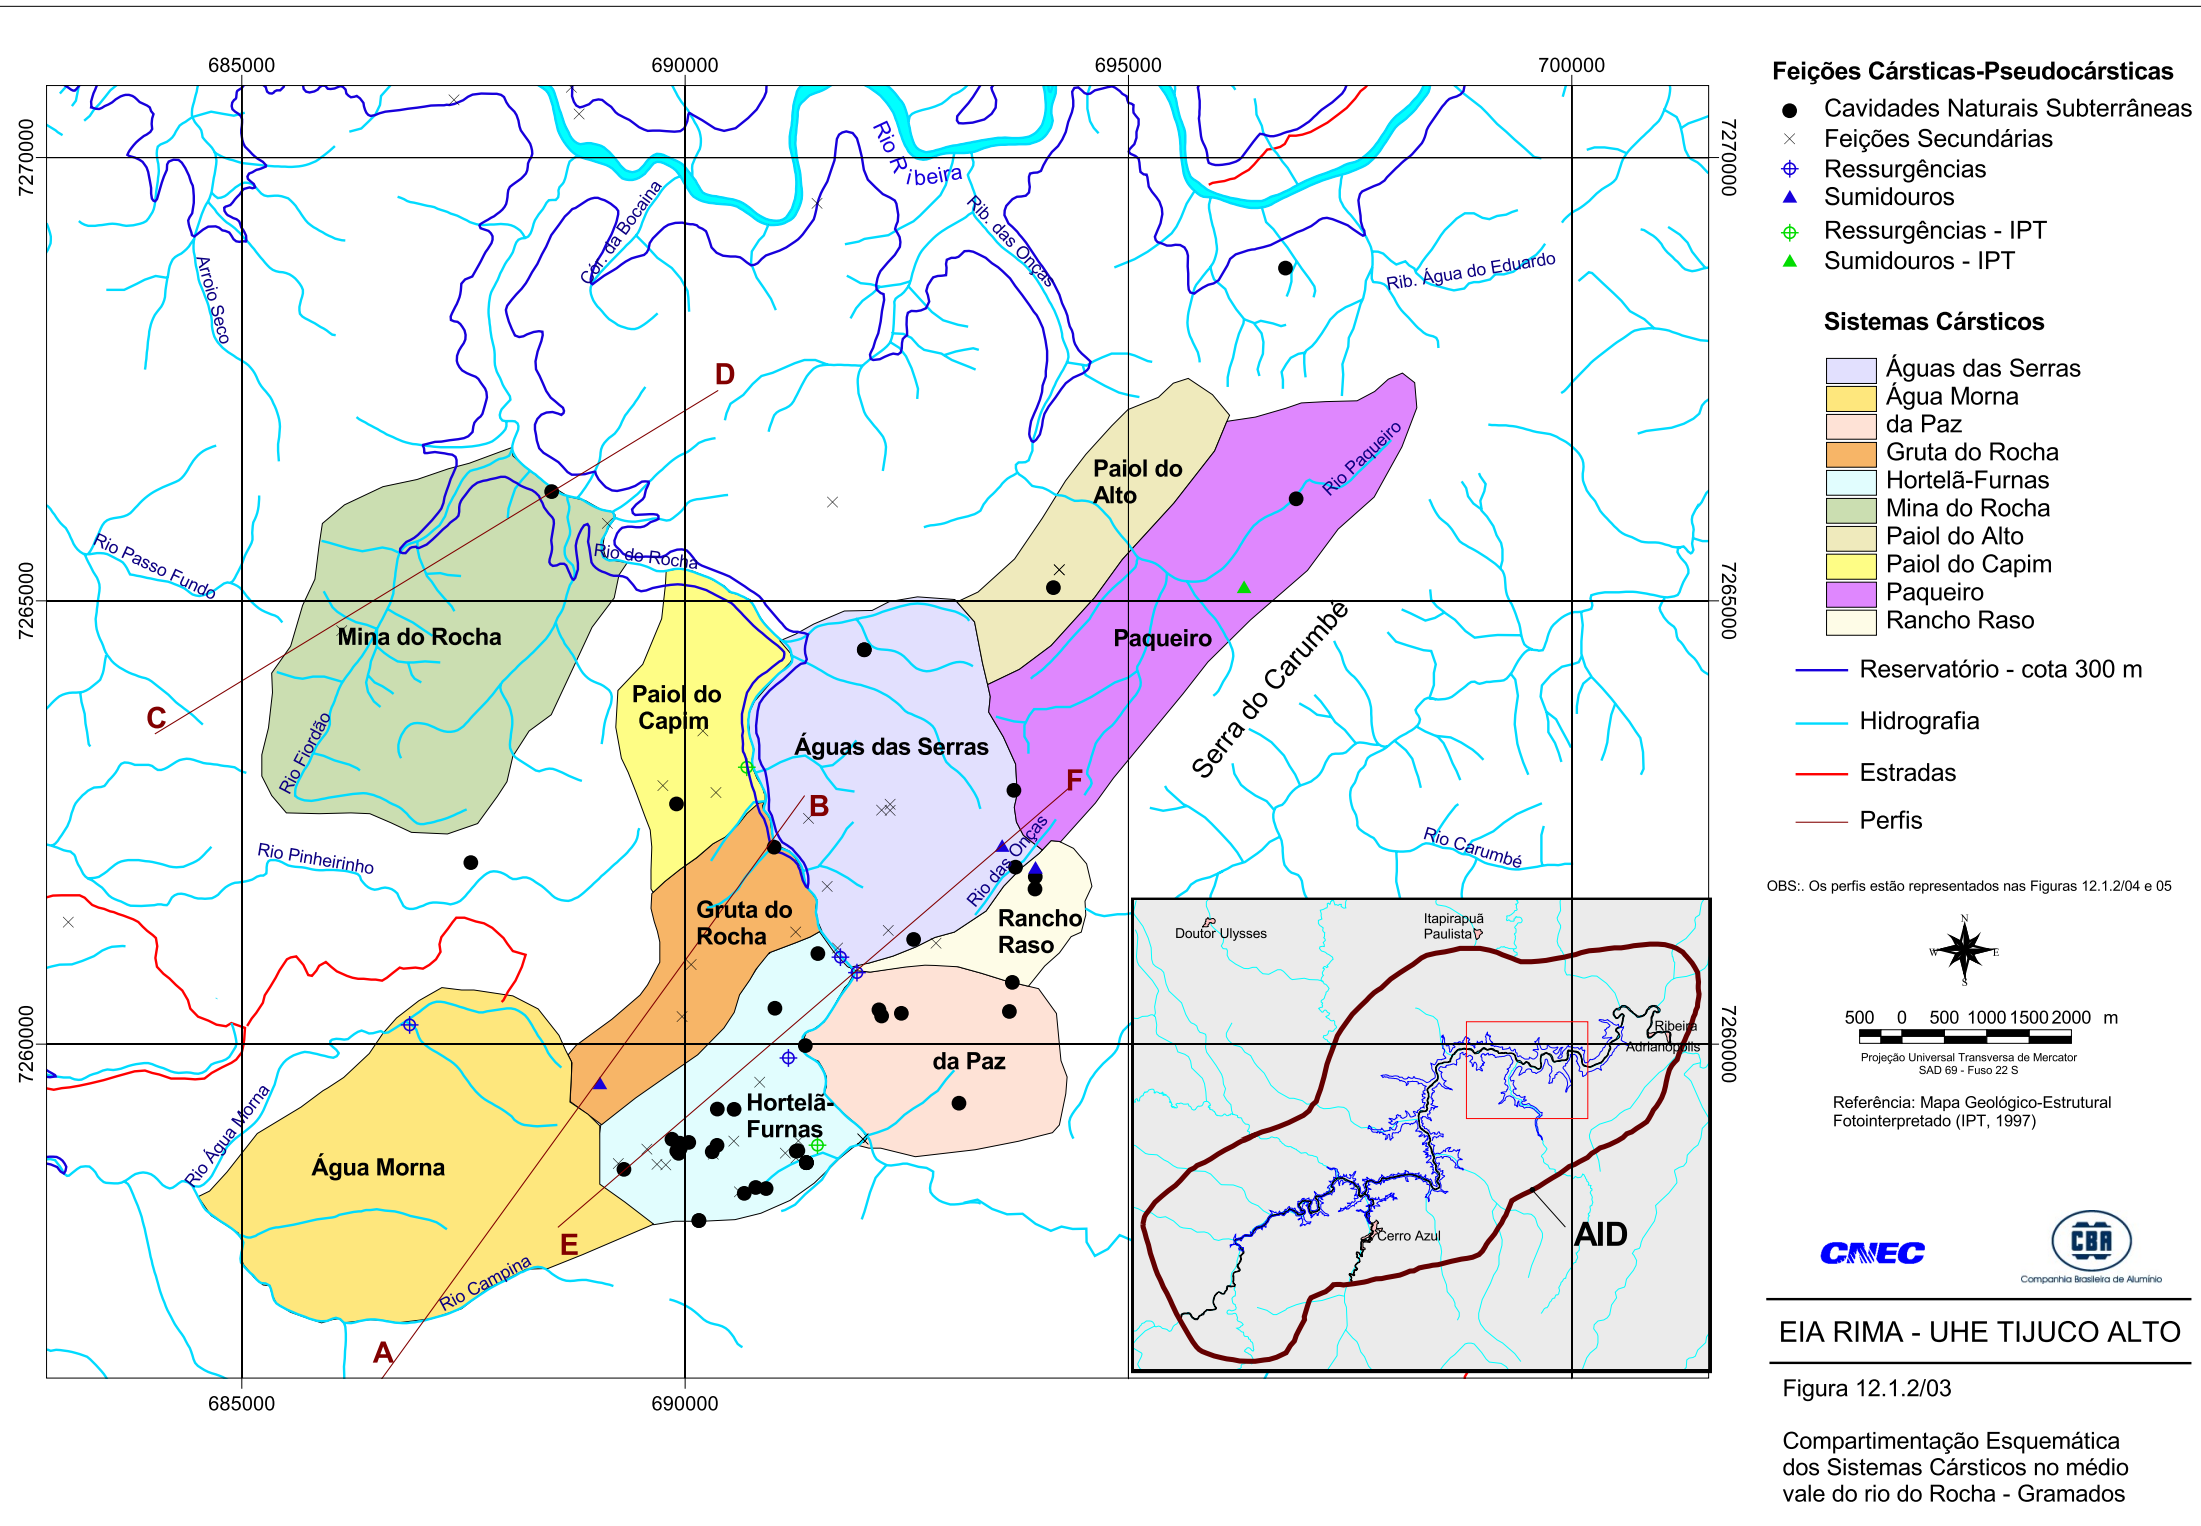 685000
690000
695000
700000
7270000
7265000
7260000
7270000
7265000
7260000
685000
690000
Rio Ribeira
Rib. das Onças
Cór. da Bocaina
Arroio Seco
Rib. Água do Eduardo
D
Rio Paqueiro
Paiol do
Alto
Rio Passo Fundo
Rio do Rocha
Mina do Rocha
Paqueiro
Serra do Carumbé
Paiol do
Capim
C
Rio Fiordão
Águas das Serras
F
B
Rio das Onças
Rio Carumbé
Rio Pinheirinho
Gruta do
Rocha
Rancho
Raso
da Paz
Hortelã-
Furnas
Rio Água Morna
Água Morna
E
Rio Campina
A
Doutor Ulysses
Itapirapuã
Paulista
Ribeira
Adrianópolis
Cerro Azul
AID
Feições Cársticas-Pseudocársticas
Cavidades Naturais Subterrâneas
Feições Secundárias
Ressurgências
Sumidouros
Ressurgências - IPT
Sumidouros - IPT
Sistemas Cársticos
Águas das Serras
Água Morna
da Paz
Gruta do Rocha
Hortelã-Furnas
Mina do Rocha
Paiol do Alto
Paiol do Capim
Paqueiro
Rancho Raso
Reservatório - cota 300 m
Hidrografia
Estradas
Perfis
OBS:. Os perfis estão representados nas Figuras 12.1.2/04 e 05
N
W E
S
500 0 500 1000 1500 2000 m
Projeção Universal Transversa de Mercator
SAD 69 - Fuso 22 S
Referência: Mapa Geológico-Estrutural
Fotointerpretado (IPT, 1997)
CNEC
CBA
Companhia Brasileira de Alumínio
EIA RIMA - UHE TIJUCO ALTO
Figura 12.1.2/03
Compartimentação Esquemática
dos Sistemas Cársticos no médio
vale do rio do Rocha - Gramados